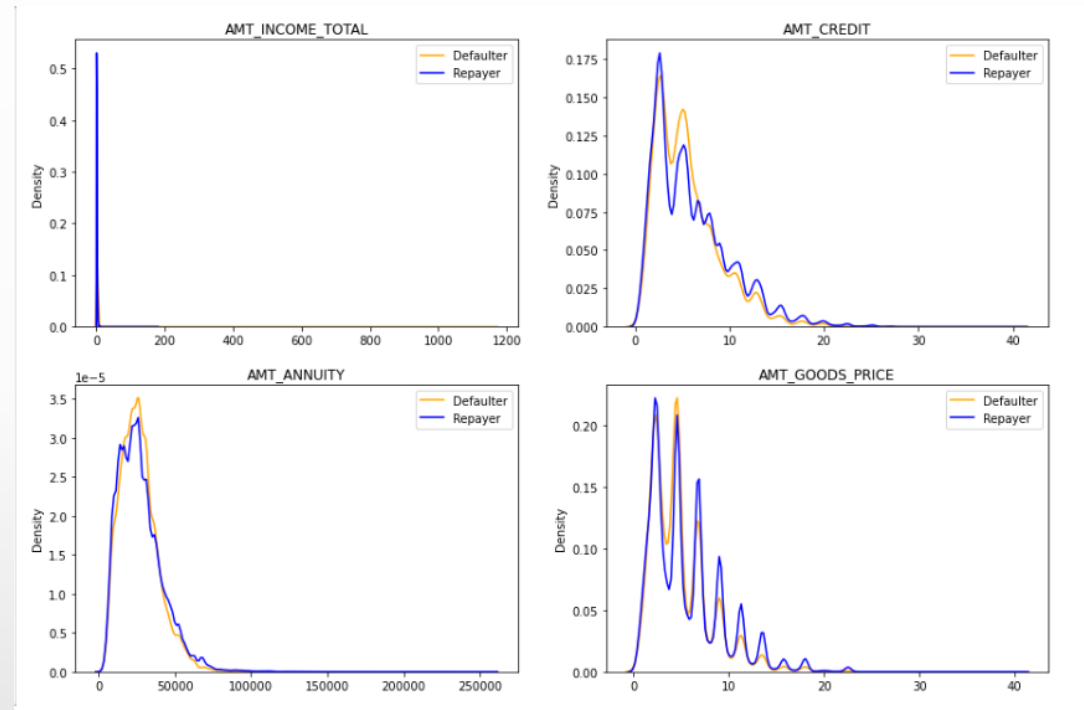 AMT_INCOME_TOTAL
Density
0.5
0.4
0.3
0.2
0.1
0.0
0 200 400 600 800 1000 1200
Defaulter
Repayer
AMT_CREDIT
Density
0.175
0.150
0.125
0.100
0.075
0.050
0.025
0.000
0 10 20 30 40
Defaulter
Repayer
AMT_ANNUITY
1e−5
Density
3.5
3.0
2.5
2.0
1.5
1.0
0.5
0.0
0 50000 100000 150000 200000 250000
Defaulter
Repayer
AMT_GOODS_PRICE
Density
0.20
0.15
0.10
0.05
0.00
0 10 20 30 40
Defaulter
Repayer